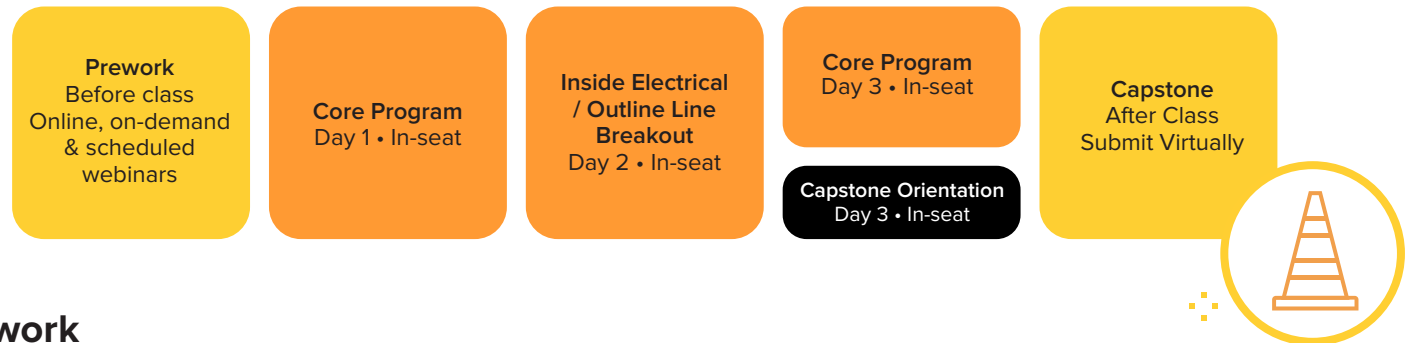 Prework
Before class
Online, on-demand
& scheduled
webinars
Core Program
Day 1 • In-seat
Inside Electrical
/ Outline Line
Breakout
Day 2 • In-seat
Core Program
Day 3 • In-seat
Capstone Orientation
Day 3 • In-seat
Capstone
After Class
Submit Virtually
work